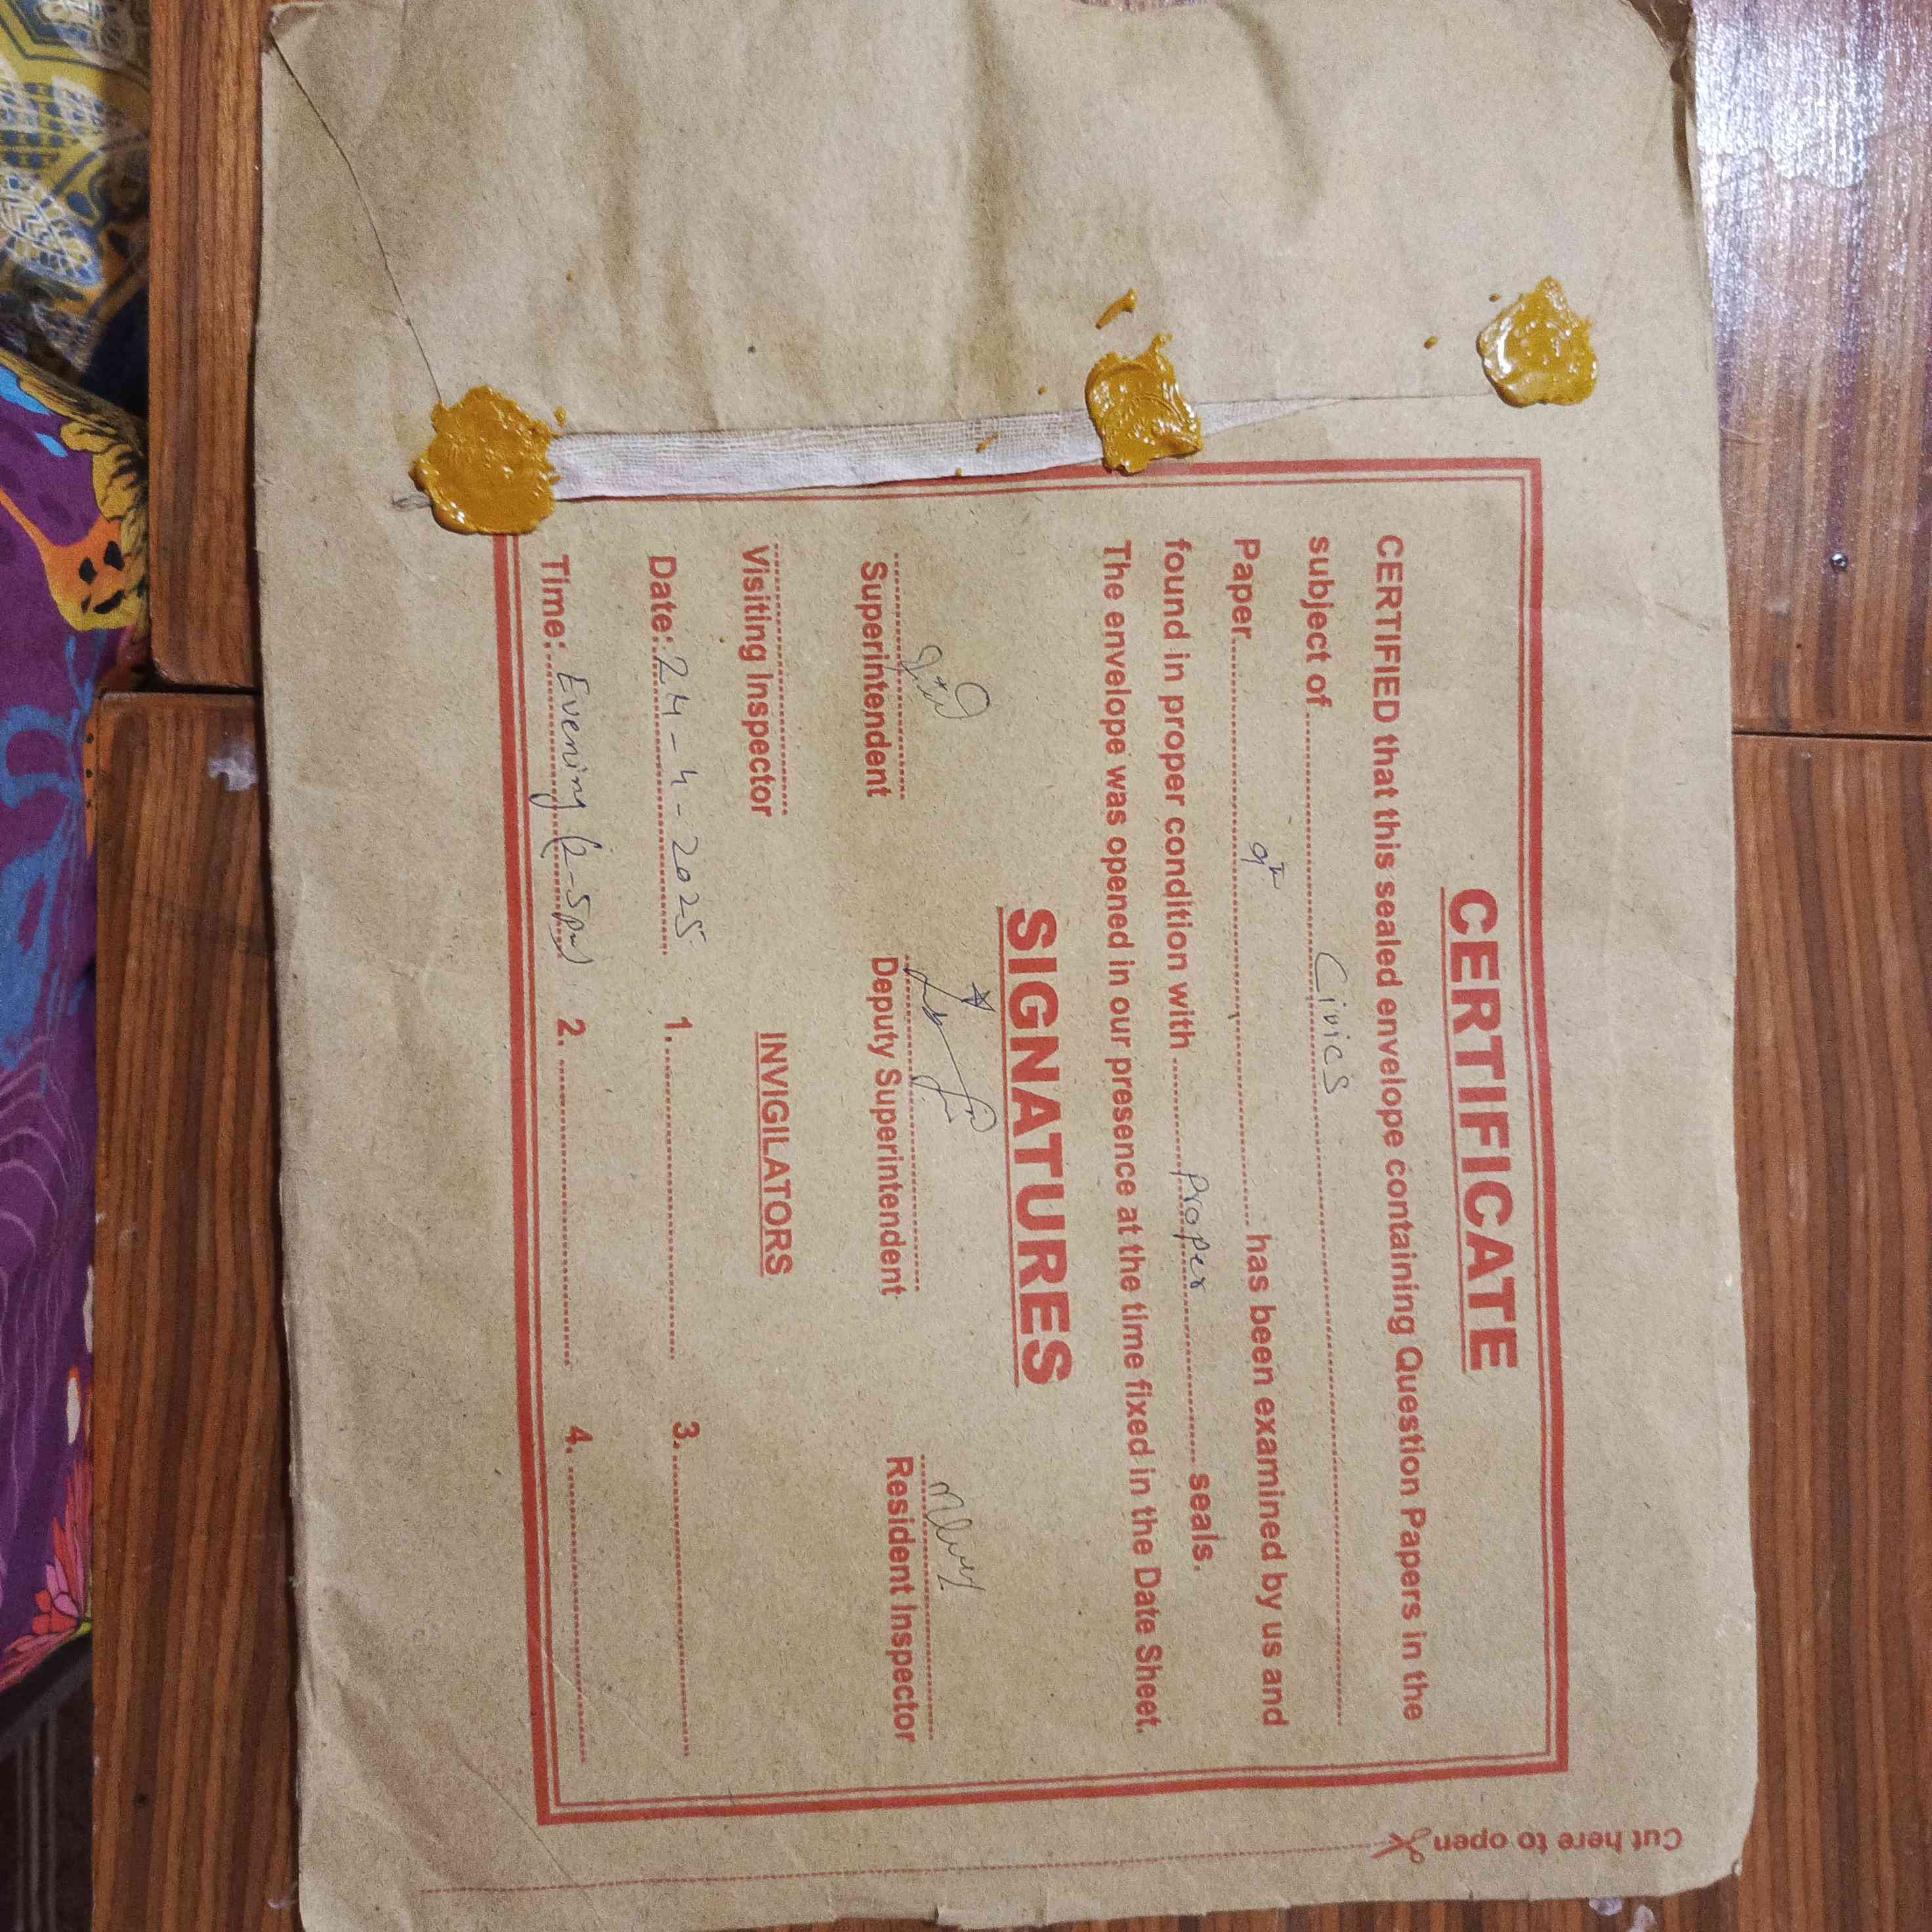 CERTIFICATE
CERTIFIED that this sealed envelope containing Question Papers in the
subject of Civics
Paper 9th has been examined by us and
found in proper condition with proper seals.
The envelope was opened in our presence at the time fixed in the Date Sheet.
SIGNATURES
Superintendent Deputy Superintendent Resident Inspector
Visiting Inspector INVIGILATORS
Date: 24-4-2025 1. 3.
Time: Evening (2-5pm) 2. 4.
Cut here to open